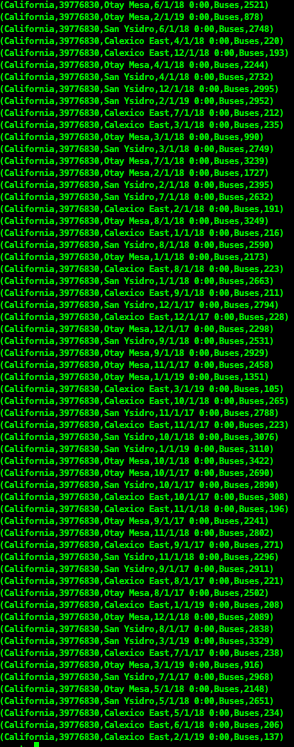 (California,39776830,Otay Mesa,6/1/18 0:00,Buses,2521)
(California,39776830,Otay Mesa,2/1/19 0:00,Buses,878)
(California,39776830,San Ysidro,6/1/18 0:00,Buses,2748)
(California,39776830,Calexico East,4/1/18 0:00,Buses,220)
(California,39776830,Calexico East,12/1/18 0:00,Buses,193)
(California,39776830,Otay Mesa,4/1/18 0:00,Buses,2244)
(California,39776830,San Ysidro,4/1/18 0:00,Buses,2732)
(California,39776830,San Ysidro,12/1/18 0:00,Buses,2995)
(California,39776830,San Ysidro,2/1/19 0:00,Buses,2952)
(California,39776830,Calexico East,7/1/18 0:00,Buses,212)
(California,39776830,Calexico East,3/1/18 0:00,Buses,235)
(California,39776830,Otay Mesa,3/1/18 0:00,Buses,990)
(California,39776830,San Ysidro,3/1/18 0:00,Buses,2749)
(California,39776830,Otay Mesa,7/1/18 0:00,Buses,3239)
(California,39776830,Otay Mesa,2/1/18 0:00,Buses,1727)
(California,39776830,San Ysidro,2/1/18 0:00,Buses,2395)
(California,39776830,San Ysidro,7/1/18 0:00,Buses,2632)
(California,39776830,Calexico East,2/1/18 0:00,Buses,191)
(California,39776830,Otay Mesa,8/1/18 0:00,Buses,3249)
(California,39776830,Calexico East,1/1/18 0:00,Buses,216)
(California,39776830,San Ysidro,8/1/18 0:00,Buses,2590)
(California,39776830,Otay Mesa,1/1/18 0:00,Buses,2173)
(California,39776830,Calexico East,8/1/18 0:00,Buses,223)
(California,39776830,San Ysidro,1/1/18 0:00,Buses,2663)
(California,39776830,Calexico East,9/1/18 0:00,Buses,211)
(California,39776830,San Ysidro,12/1/17 0:00,Buses,2794)
(California,39776830,Calexico East,12/1/17 0:00,Buses,228)
(California,39776830,Otay Mesa,12/1/17 0:00,Buses,2298)
(California,39776830,San Ysidro,9/1/18 0:00,Buses,2531)
(California,39776830,Otay Mesa,9/1/18 0:00,Buses,2929)
(California,39776830,Otay Mesa,11/1/17 0:00,Buses,2458)
(California,39776830,Otay Mesa,1/1/19 0:00,Buses,1351)
(California,39776830,Calexico East,3/1/19 0:00,Buses,105)
(California,39776830,Calexico East,10/1/18 0:00,Buses,265)
(California,39776830,San Ysidro,11/1/17 0:00,Buses,2788)
(California,39776830,Calexico East,11/1/17 0:00,Buses,223)
(California,39776830,San Ysidro,10/1/18 0:00,Buses,3076)
(California,39776830,San Ysidro,1/1/19 0:00,Buses,3110)
(California,39776830,Otay Mesa,10/1/18 0:00,Buses,3422)
(California,39776830,Otay Mesa,10/1/17 0:00,Buses,2690)
(California,39776830,San Ysidro,10/1/17 0:00,Buses,2890)
(California,39776830,Calexico East,10/1/17 0:00,Buses,308)
(California,39776830,Calexico East,11/1/18 0:00,Buses,196)
(California,39776830,Otay Mesa,9/1/17 0:00,Buses,2241)
(California,39776830,Otay Mesa,11/1/18 0:00,Buses,2802)
(California,39776830,Calexico East,9/1/17 0:00,Buses,271)
(California,39776830,San Ysidro,11/1/18 0:00,Buses,2296)
(California,39776830,San Ysidro,9/1/17 0:00,Buses,2911)
(California,39776830,Calexico East,8/1/17 0:00,Buses,221)
(California,39776830,Otay Mesa,8/1/17 0:00,Buses,2502)
(California,39776830,Calexico East,1/1/19 0:00,Buses,208)
(California,39776830,Otay Mesa,12/1/18 0:00,Buses,2089)
(California,39776830,San Ysidro,8/1/17 0:00,Buses,2838)
(California,39776830,San Ysidro,3/1/19 0:00,Buses,3329)
(California,39776830,Calexico East,7/1/17 0:00,Buses,238)
(California,39776830,Otay Mesa,3/1/19 0:00,Buses,916)
(California,39776830,San Ysidro,7/1/17 0:00,Buses,2968)
(California,39776830,Otay Mesa,5/1/18 0:00,Buses,2148)
(California,39776830,San Ysidro,5/1/18 0:00,Buses,2651)
(California,39776830,Calexico East,5/1/18 0:00,Buses,234)
(California,39776830,Calexico East,6/1/18 0:00,Buses,206)
(California,39776830,Calexico East,2/1/19 0:00,Buses,137)